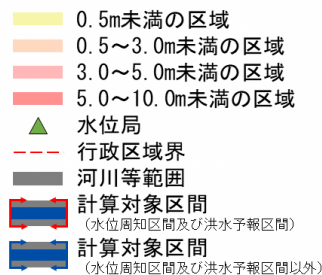 0.5m未満の区域
0.5～3.0m未満の区域
3.0～5.0m未満の区域
5.0～10.0m未満の区域
水位局
行政区域界
河川等範囲
計算対象区間
（水位周知区間及び洪水予報区間）
計算対象区間
（水位周知区間及び洪水予報区間以外）